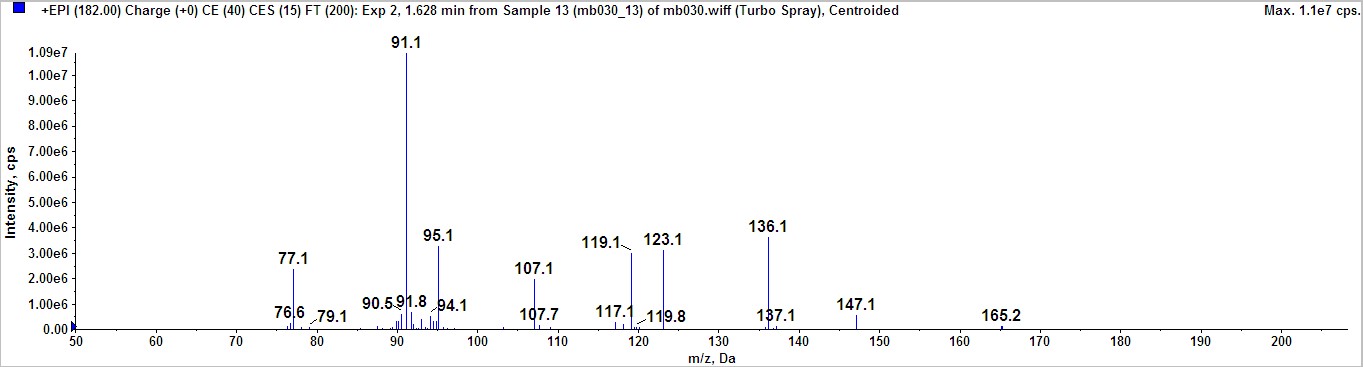 +EPI (182.00) Charge (+0) CE (40) CES (15) FT (200): Exp 2, 1.628 min from Sample 13 (mb030_13) of mb030.wiff (Turbo Spray), Centroided
Max. 1.1e7 cps.
91.1
1.09e7
1.00e7
9.00e6
8.00e6
7.00e6
6.00e6
5.00e6
4.00e6
3.00e6
2.00e6
1.00e6
0.00
Intensity, cps
136.1
95.1
119.1
123.1
77.1
107.1
90.5
91.8
94.1
76.6
79.1
107.7
117.1
119.8
137.1
147.1
165.2
50 60 70 80 90 100 110 120 130 140 150 160 170 180 190 200
m/z, Da